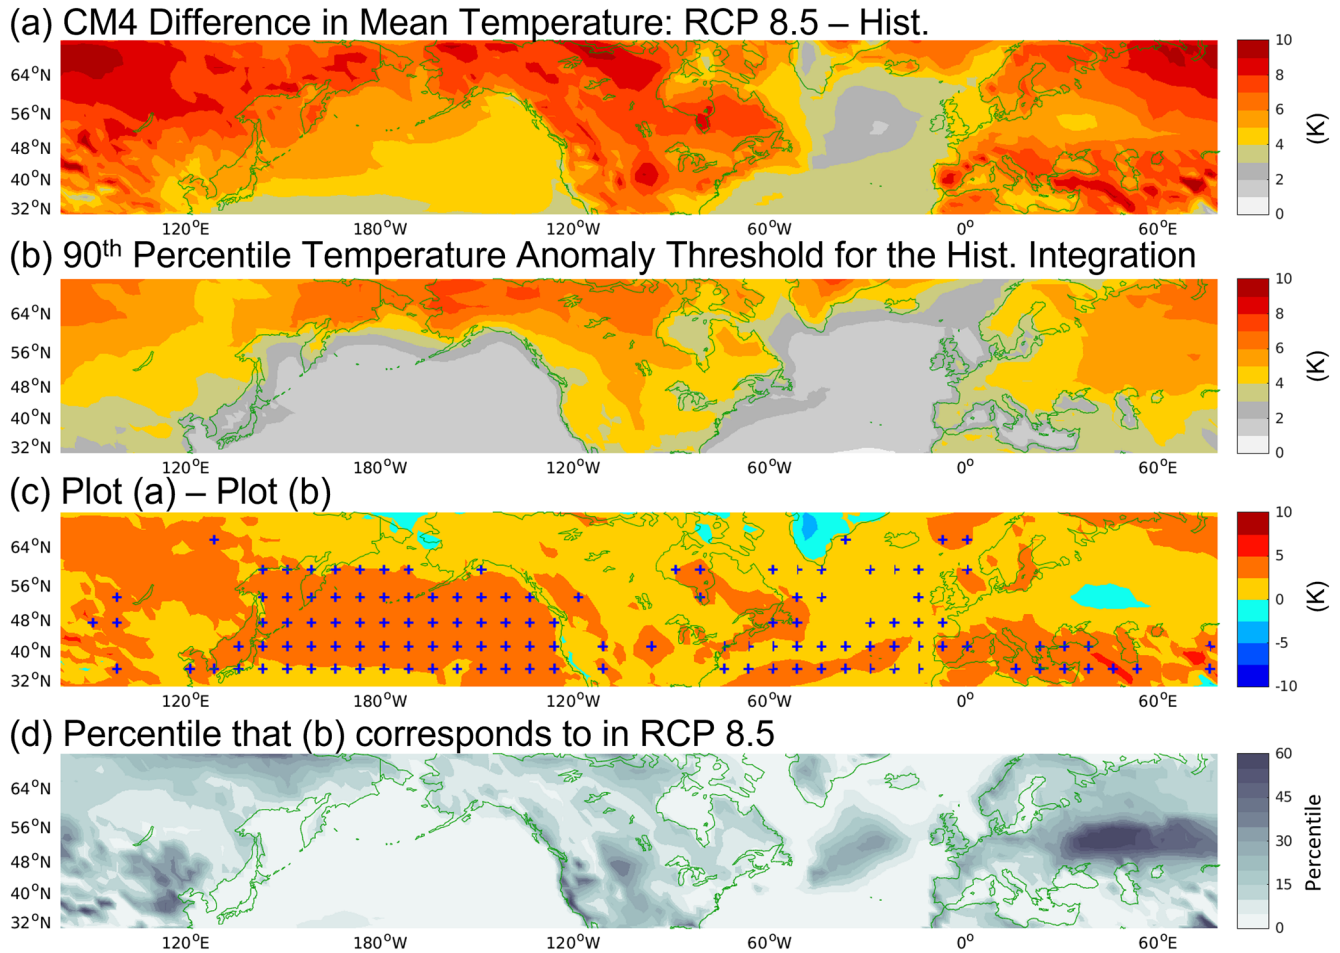 (a) CM4 Difference in Mean Temperature: RCP 8.5 – Hist.
64°N
56°N
48°N
40°N
32°N
120°E
180°W
120°W
60°W
0°
60°E
10
8
6
4
2
0
(K)
(b) 90th Percentile Temperature Anomaly Threshold for the Hist. Integration
64°N
56°N
48°N
40°N
32°N
120°E
180°W
120°W
60°W
0°
60°E
10
8
6
4
2
0
(K)
(c) Plot (a) – Plot (b)
64°N
56°N
48°N
40°N
32°N
120°E
180°W
120°W
60°W
0°
60°E
10
5
0
-5
-10
(K)
(d) Percentile that (b) corresponds to in RCP 8.5
64°N
56°N
48°N
40°N
32°N
120°E
180°W
120°W
60°W
0°
60°E
60
45
30
15
0
Percentile